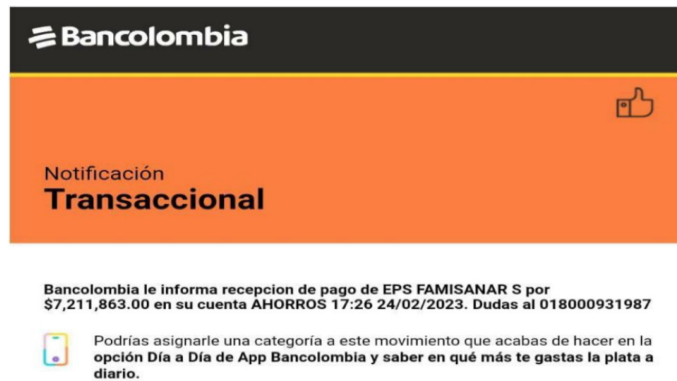 Bancolombia
Notificación
Transaccional
Bancolombia le informa recepcion de pago de EPS FAMISANAR S por
$7,211,863.00 en su cuenta AHORROS 17:26 24/02/2023. Dudas al 018000931987
Podrías asignarle una categoría a este movimiento que acabas de hacer en la
opción Día a Día de App Bancolombia y saber en qué más te gastas la plata a
diario.